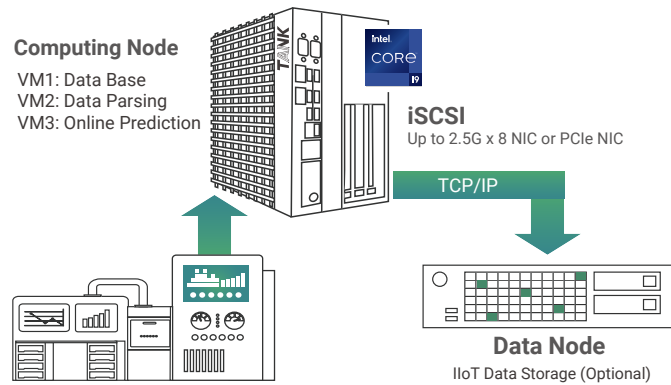 Computing Node
VM1: Data Base
VM2: Data Parsing
VM3: Online Prediction
TANK
intel
CORE
i9
iSCSI
Up to 2.5G x 8 NIC or PCIe NIC
TCP/IP
Data Node
IIoT Data Storage (Optional)